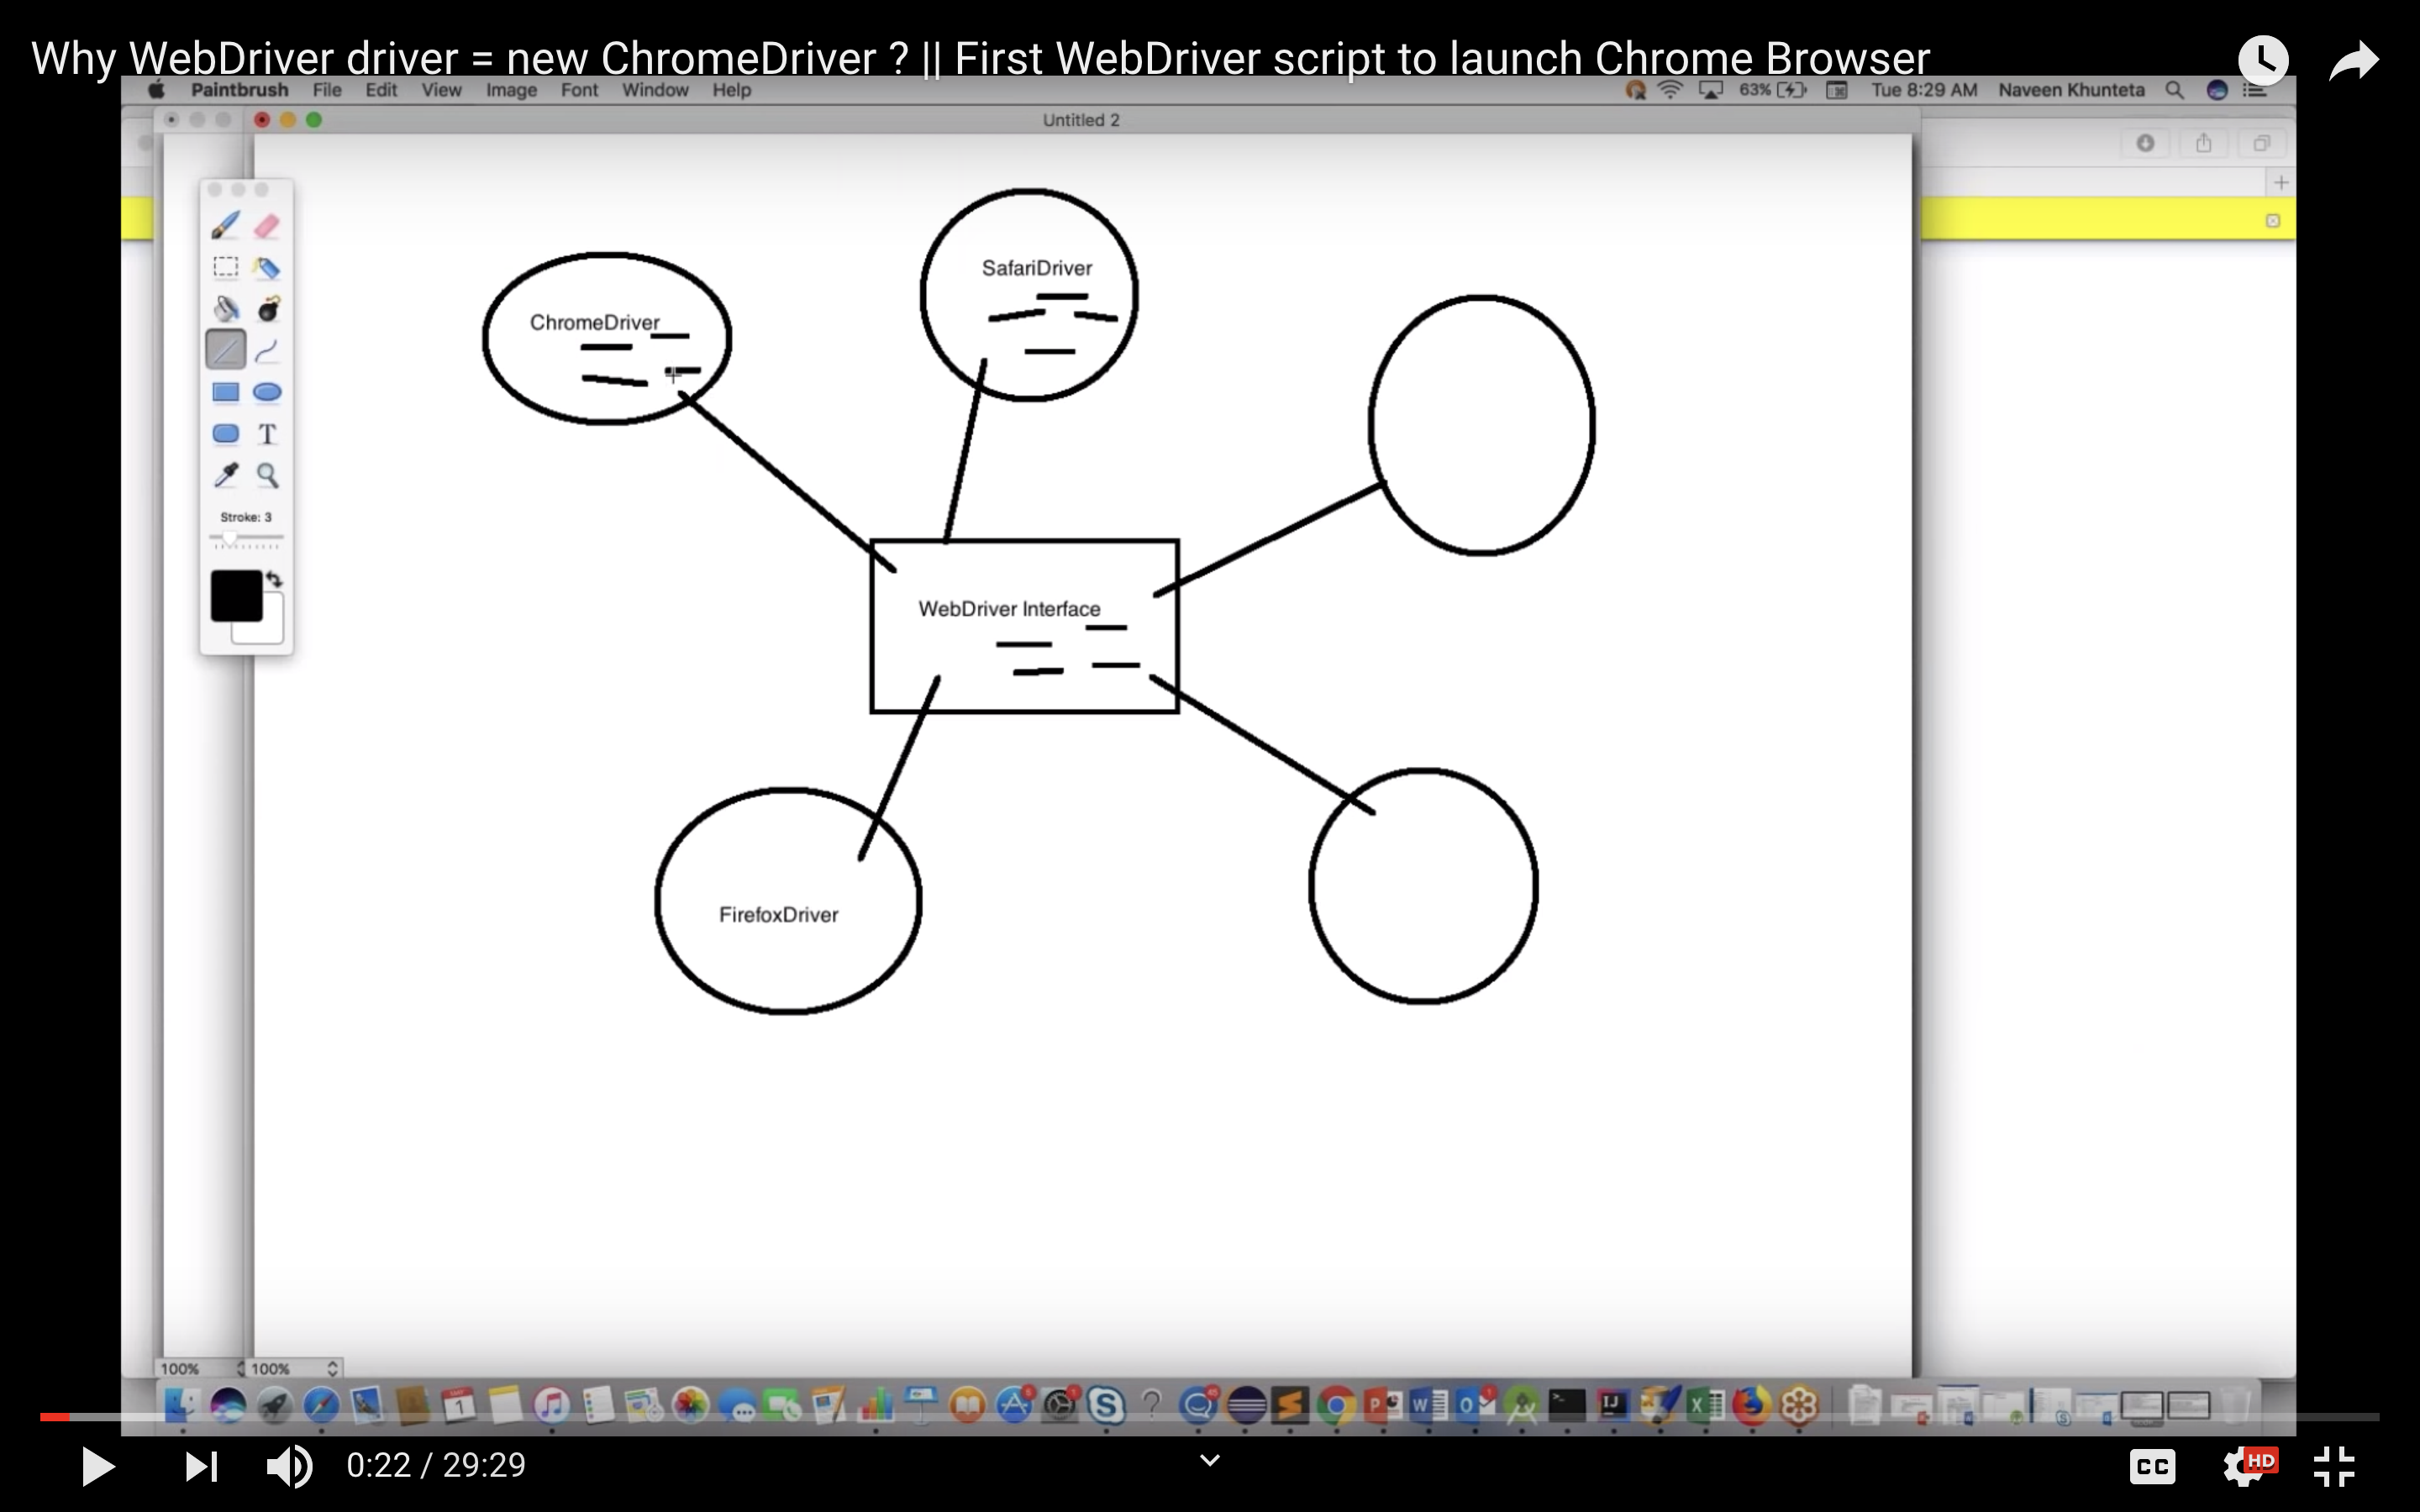 Why WebDriver driver = new ChromeDriver ? || First WebDriver script to launch Chrome Browser
Paintbrush File Edit View Image Font Window Help 63% Tue 8:29 AM Naveen Khunteta
Untitled 2
SafariDriver
ChromeDriver
T
Stroke: 3
WebDriver Interface
FirefoxDriver
100% 100%
0:22 / 29:29 CC HD